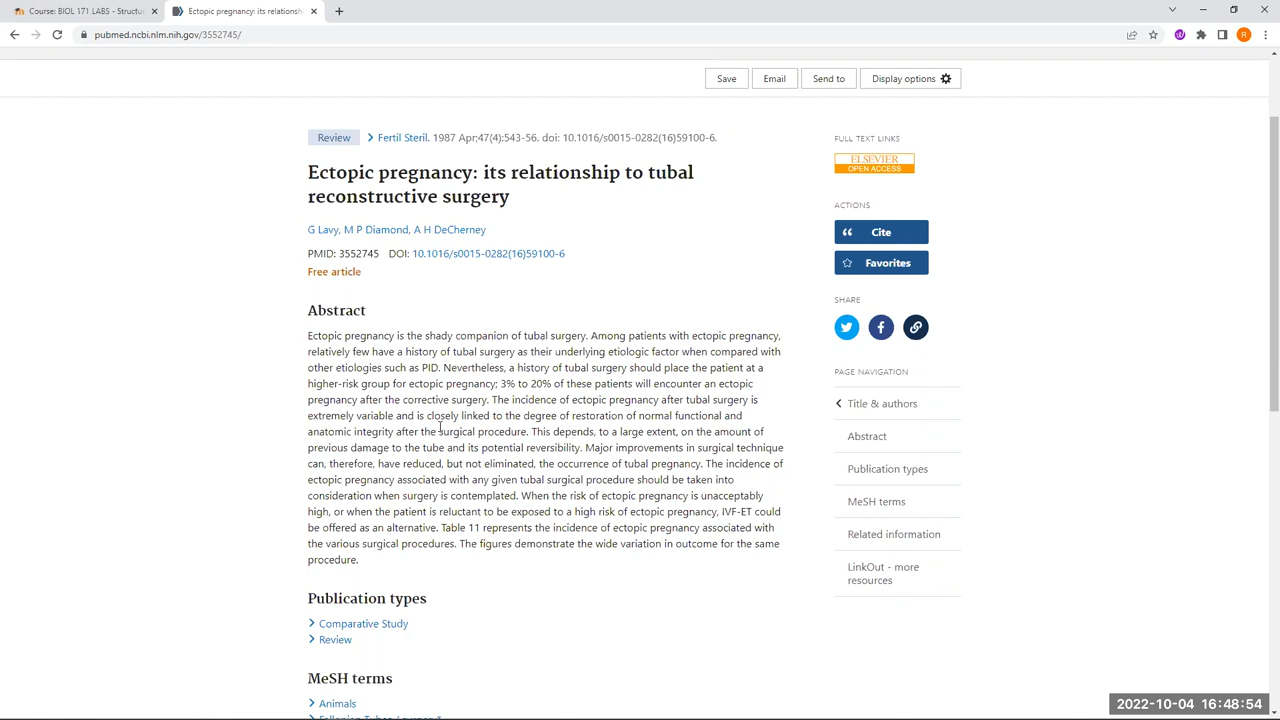 Course: BIOL 171 LABS - Structu
Ectopic pregnancy: its relationsh
pubmed.ncbi.nlm.nih.gov/3552745/
R
Save
Email
Send to
Display options
Review
Fertil Steril. 1987 Apr;47(4):543-56. doi: 10.1016/s0015-0282(16)59100-6.
Ectopic pregnancy: its relationship to tubal
reconstructive surgery
G Lavy, M P Diamond, A H DeCherney
PMID: 3552745 DOI: 10.1016/s0015-0282(16)59100-6
Free article
Abstract
Ectopic pregnancy is the shady companion of tubal surgery. Among patients with ectopic pregnancy,
relatively few have a history of tubal surgery as their underlying etiologic factor when compared with
other etiologies such as PID. Nevertheless, a history of tubal surgery should place the patient at a
higher-risk group for ectopic pregnancy; 3% to 20% of these patients will encounter an ectopic
pregnancy after the corrective surgery. The incidence of ectopic pregnancy after tubal surgery is
extremely variable and is closely linked to the degree of restoration of normal functional and
anatomic integrity after the surgical procedure. This depends, to a large extent, on the amount of
previous damage to the tube and its potential reversibility. Major improvements in surgical technique
can, therefore, have reduced, but not eliminated, the occurrence of tubal pregnancy. The incidence of
ectopic pregnancy associated with any given tubal surgical procedure should be taken into
consideration when surgery is contemplated. When the risk of ectopic pregnancy is unacceptably
high, or when the patient is reluctant to be exposed to a high risk of ectopic pregnancy, IVF-ET could
be offered as an alternative. Table 11 represents the incidence of ectopic pregnancy associated with
the various surgical procedures. The figures demonstrate the wide variation in outcome for the same
procedure.
Publication types
Comparative Study
Review
MeSH terms
Animals
Fallopian Tubes / surgery*
FULL TEXT LINKS
ELSEVIER
OPEN ACCESS
ACTIONS
Cite
Favorites
SHARE
PAGE NAVIGATION
Title & authors
Abstract
Publication types
MeSH terms
Related information
LinkOut - more
resources
2022-10-04 16:48:54